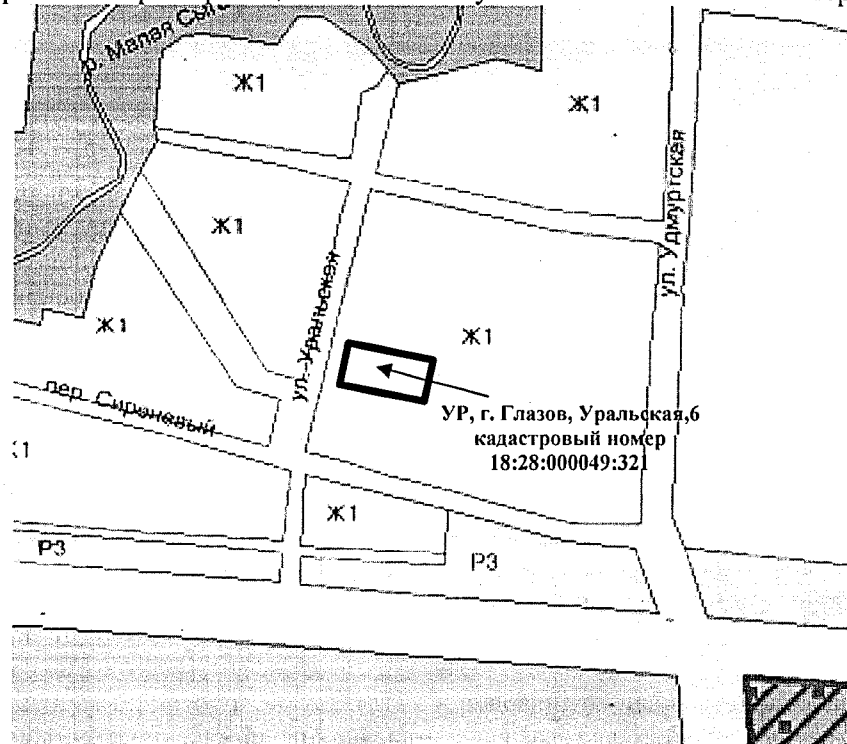 р. Малая
Ж1
Ж1
ул. Удмуртская
Ж1
ул. Уральская
Ж1
Ж1
пер. Сиреневый
УР, г. Глазов, Уральская,6
кадастровый номер
18:28:000049:321
Ж1
Р3
Р3